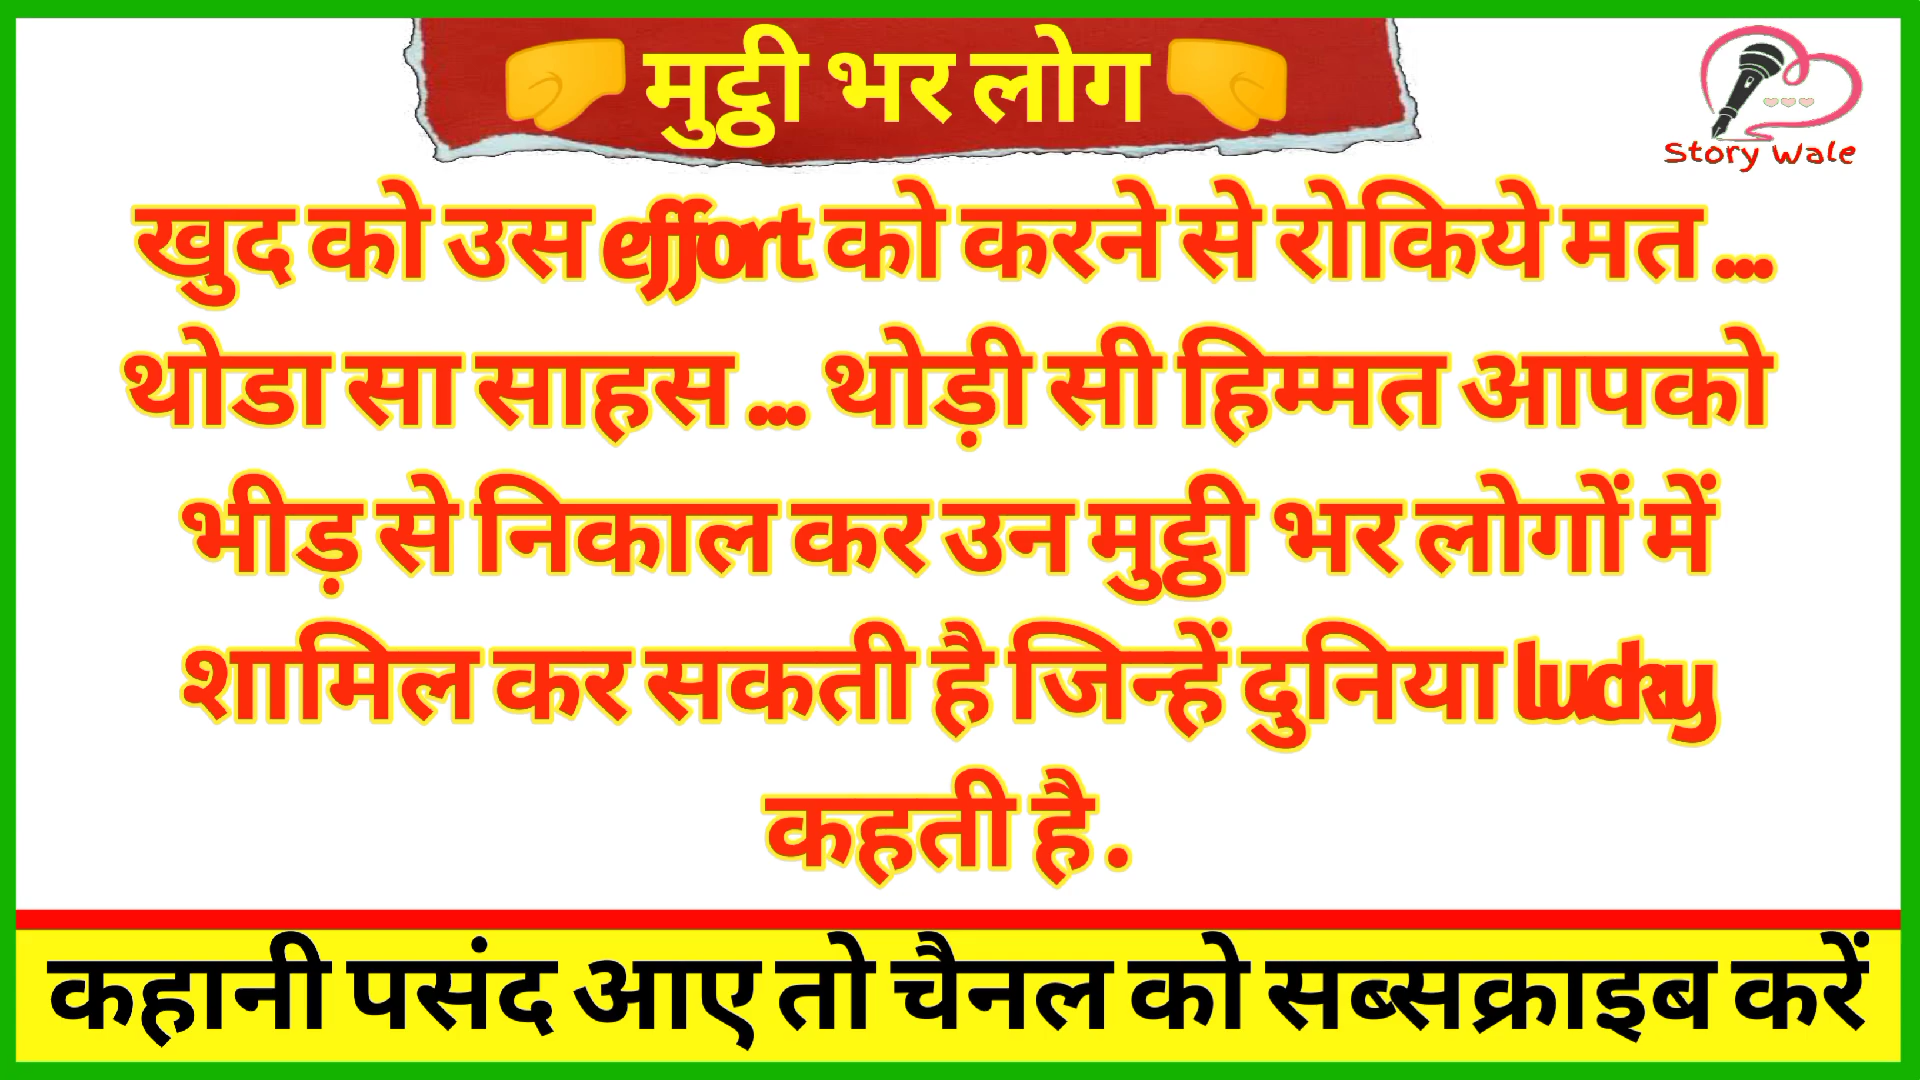 🤛 मुट्ठी भर लोग 🤜
Story Wale
खुद को उस effort को करने से रोकिये मत...
थोडा सा साहस... थोड़ी सी हिम्मत आपको
भीड़ से निकाल कर उन मुट्ठी भर लोगों में
शामिल कर सकती है जिन्हें दुनिया lucky
कहती है.
कहानी पसंद आए तो चैनल को सब्सक्राइब करें